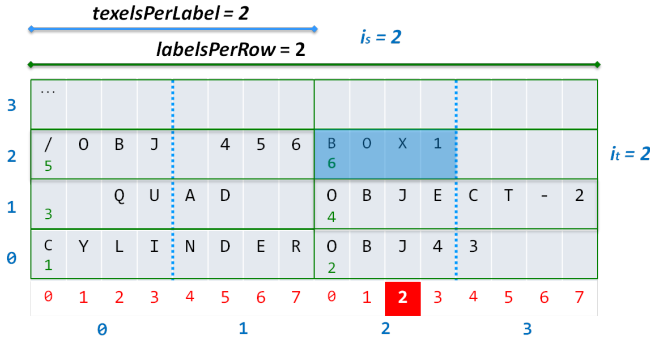 texelsPerLabel = 2
is = 2
labelsPerRow = 2
...
3
/ O B J   4 5 6 B O X 1
5 6
2
it = 2
Q U A D   O B J E C T - 2
3 4
1
C Y L I N D E R O B J 4 3
1 2
0
0 1 2 3 4 5 6 7 0 1 2 3 4 5 6 7
0 1 2 3